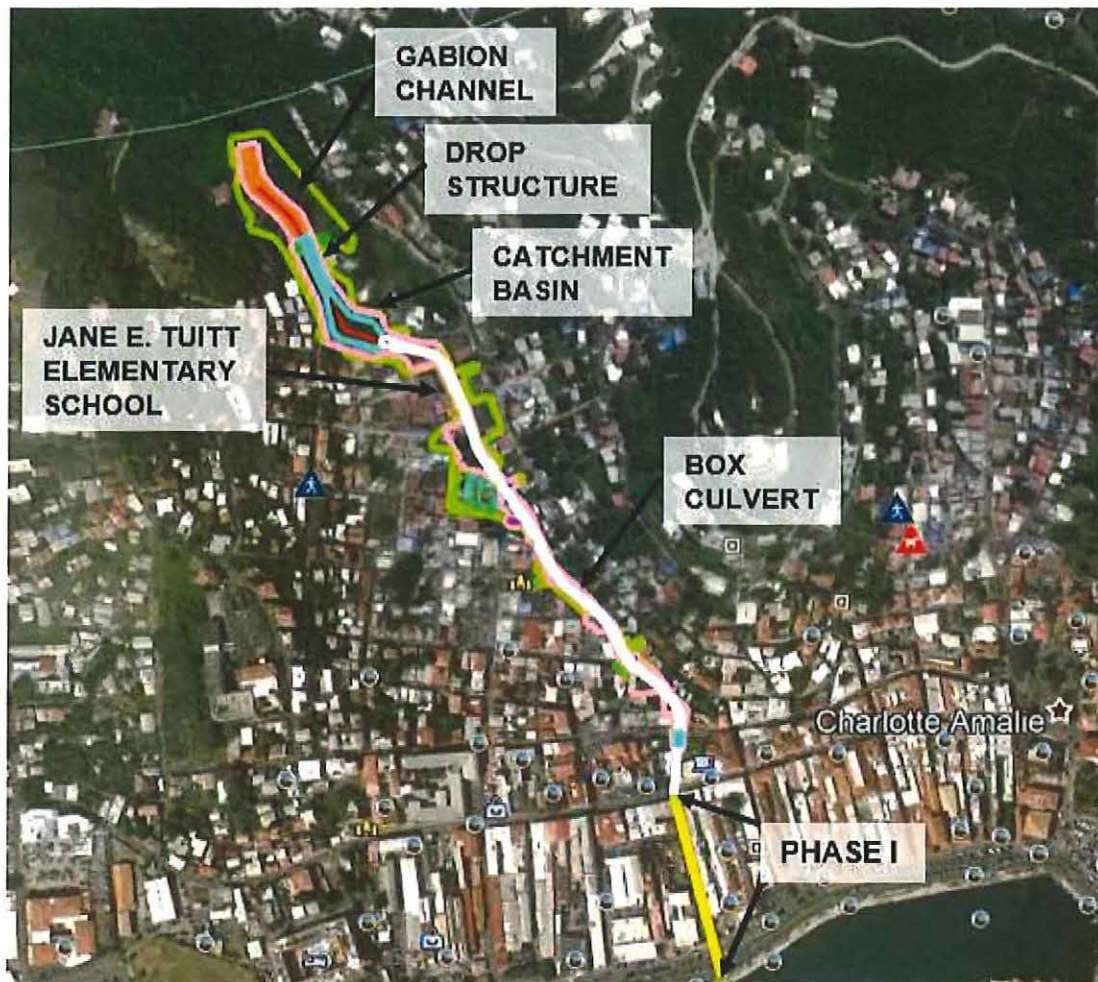 GABION
CHANNEL
DROP
STRUCTURE
CATCHMENT
BASIN
JANE E. TUITT
ELEMENTARY
SCHOOL
BOX
CULVERT
Charlotte Amalie
PHASE I